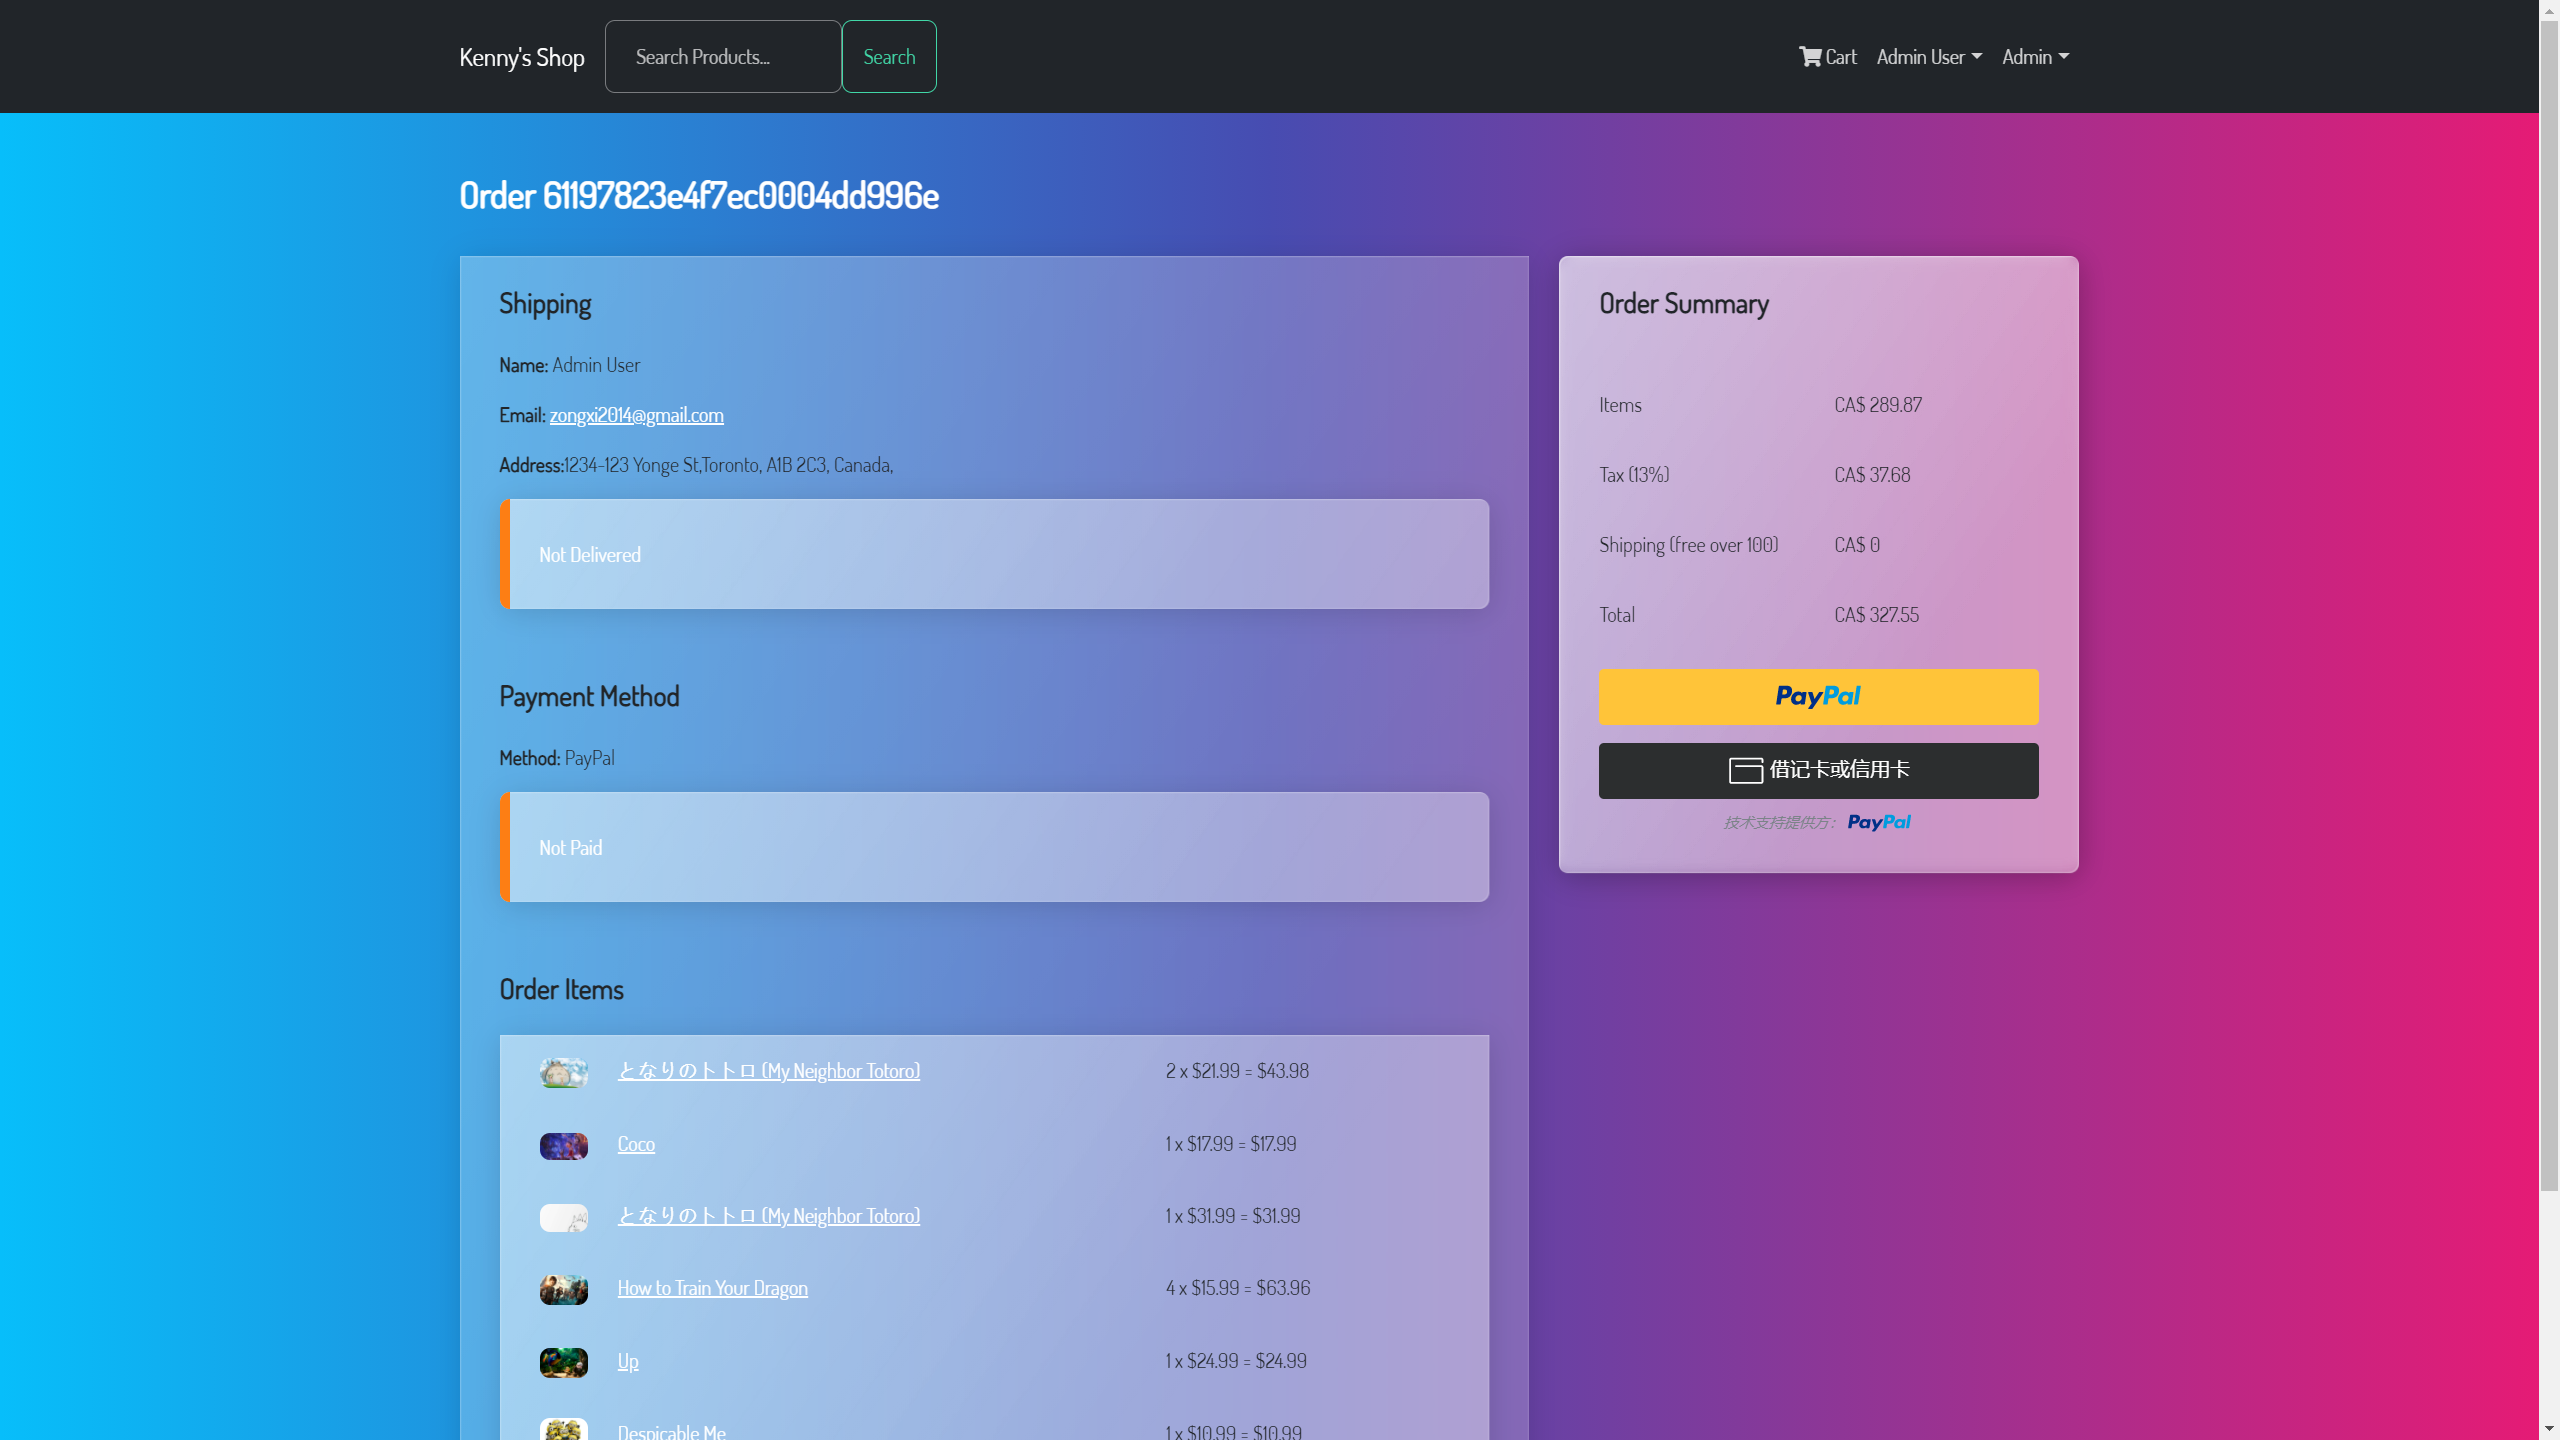 Kenny's Shop
Search Products...
Search
Cart
Admin User
Admin
Order 61197823e4f7ec0004dd996e
Shipping
Name: Admin User
Email: zongxi2014@gmail.com
Address:1234-123 Yonge St,Toronto, A1B 2C3, Canada,
Not Delivered
Payment Method
Method: PayPal
Not Paid
Order Items
となりのトトロ (My Neighbor Totoro) 2 x $21.99 = $43.98
Coco 1 x $17.99 = $17.99
となりのトトロ (My Neighbor Totoro) 1 x $31.99 = $31.99
How to Train Your Dragon 4 x $15.99 = $63.96
Up 1 x $24.99 = $24.99
Despicable Me 1 x $10.99 = $10.99
Order Summary
Items CA$ 289.87
Tax (13%) CA$ 37.68
Shipping (free over 100) CA$ 0
Total CA$ 327.55
PayPal
借记卡或信用卡
技术支持提供方： PayPal